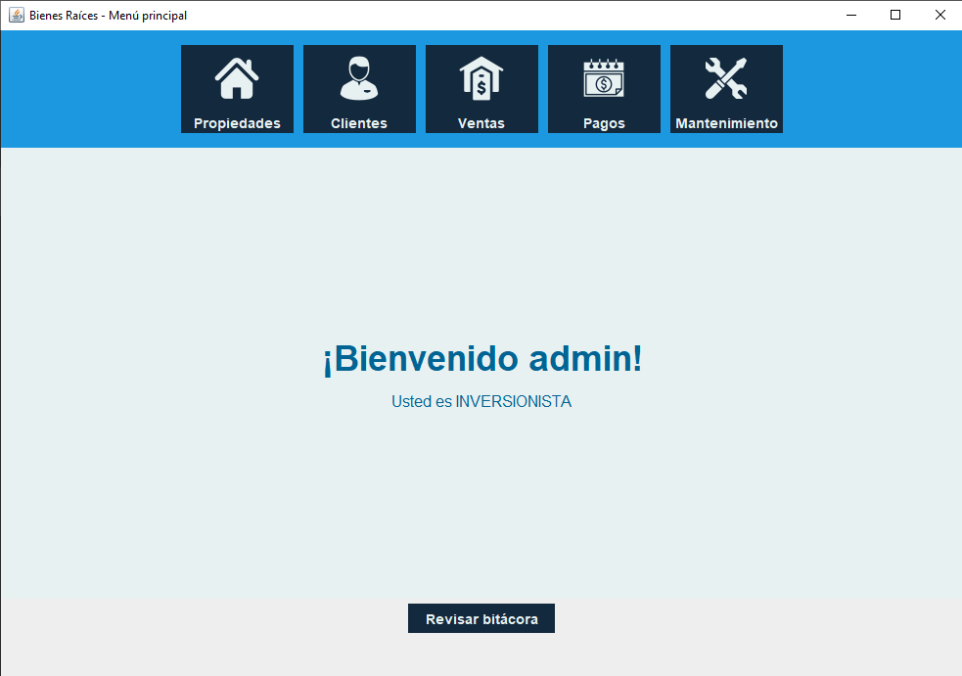 Bienes Raíces - Menú principal
Propiedades Clientes Ventas Pagos Mantenimiento
¡Bienvenido admin!
Usted es INVERSIONISTA
Revisar bitácora